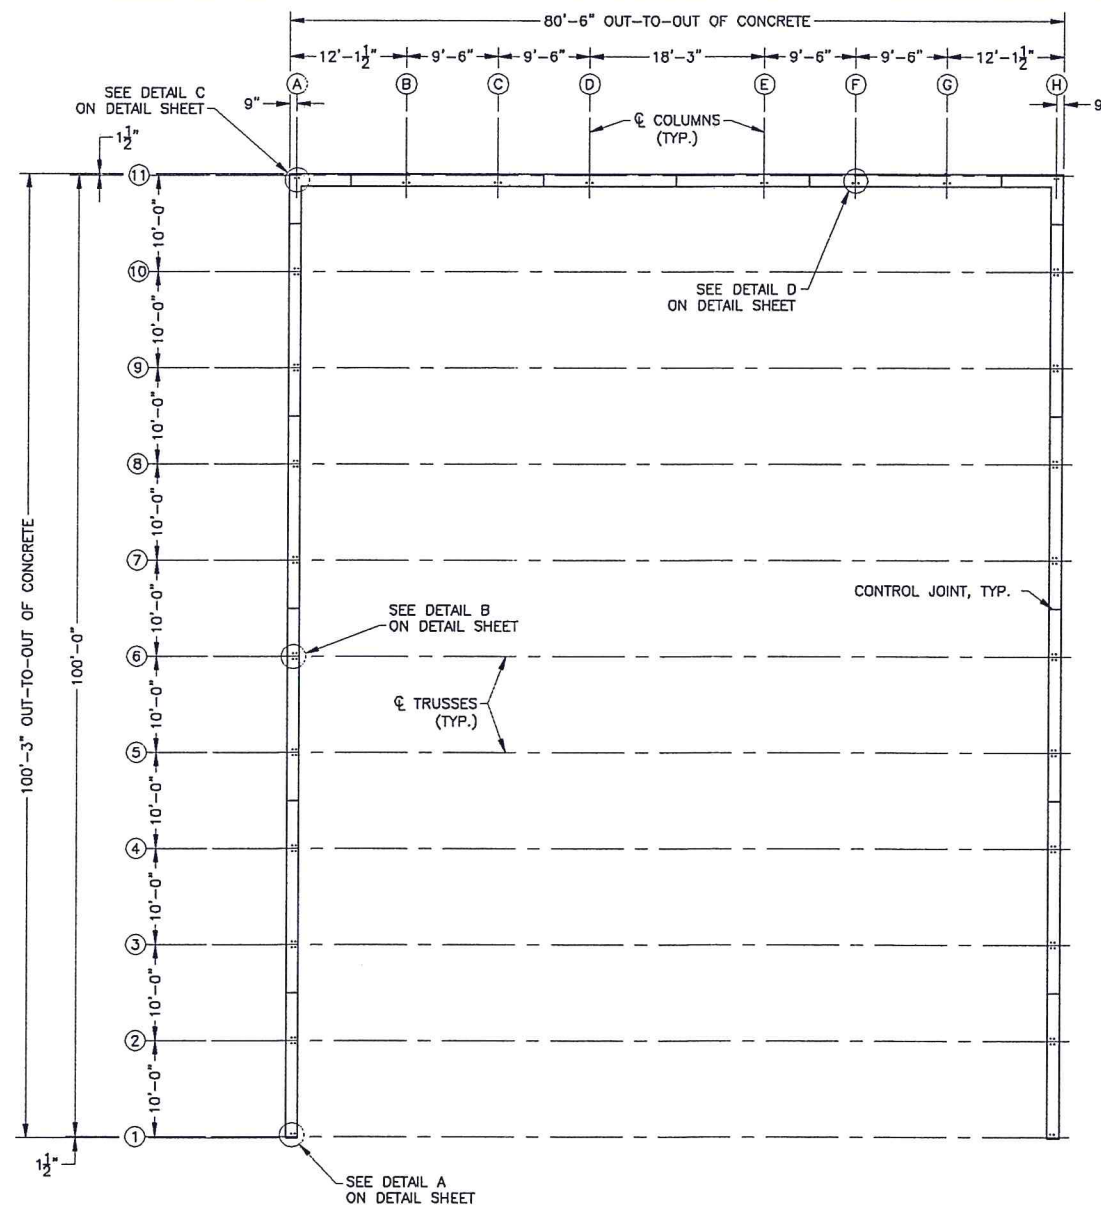 80'-6" OUT-TO-OUT OF CONCRETE
12'-1½" 9'-6" 9'-6" 18'-3" 9'-6" 9'-6" 12'-1½"
A B C D E F G H
SEE DETAIL C
ON DETAIL SHEET
9"
9
℄ COLUMNS
(TYP.)
1½"
11
10'-0"
10
SEE DETAIL D
ON DETAIL SHEET
10'-0"
9
10'-0"
8
10'-0"
7
CONTROL JOINT, TYP.
10'-0"
SEE DETAIL B
ON DETAIL SHEET
6
10'-0"
℄ TRUSSES
(TYP.)
5
10'-0"
4
10'-0"
3
10'-0"
2
10'-0"
1
100'-3" OUT-TO-OUT OF CONCRETE
100'-0"
1½"
SEE DETAIL A
ON DETAIL SHEET